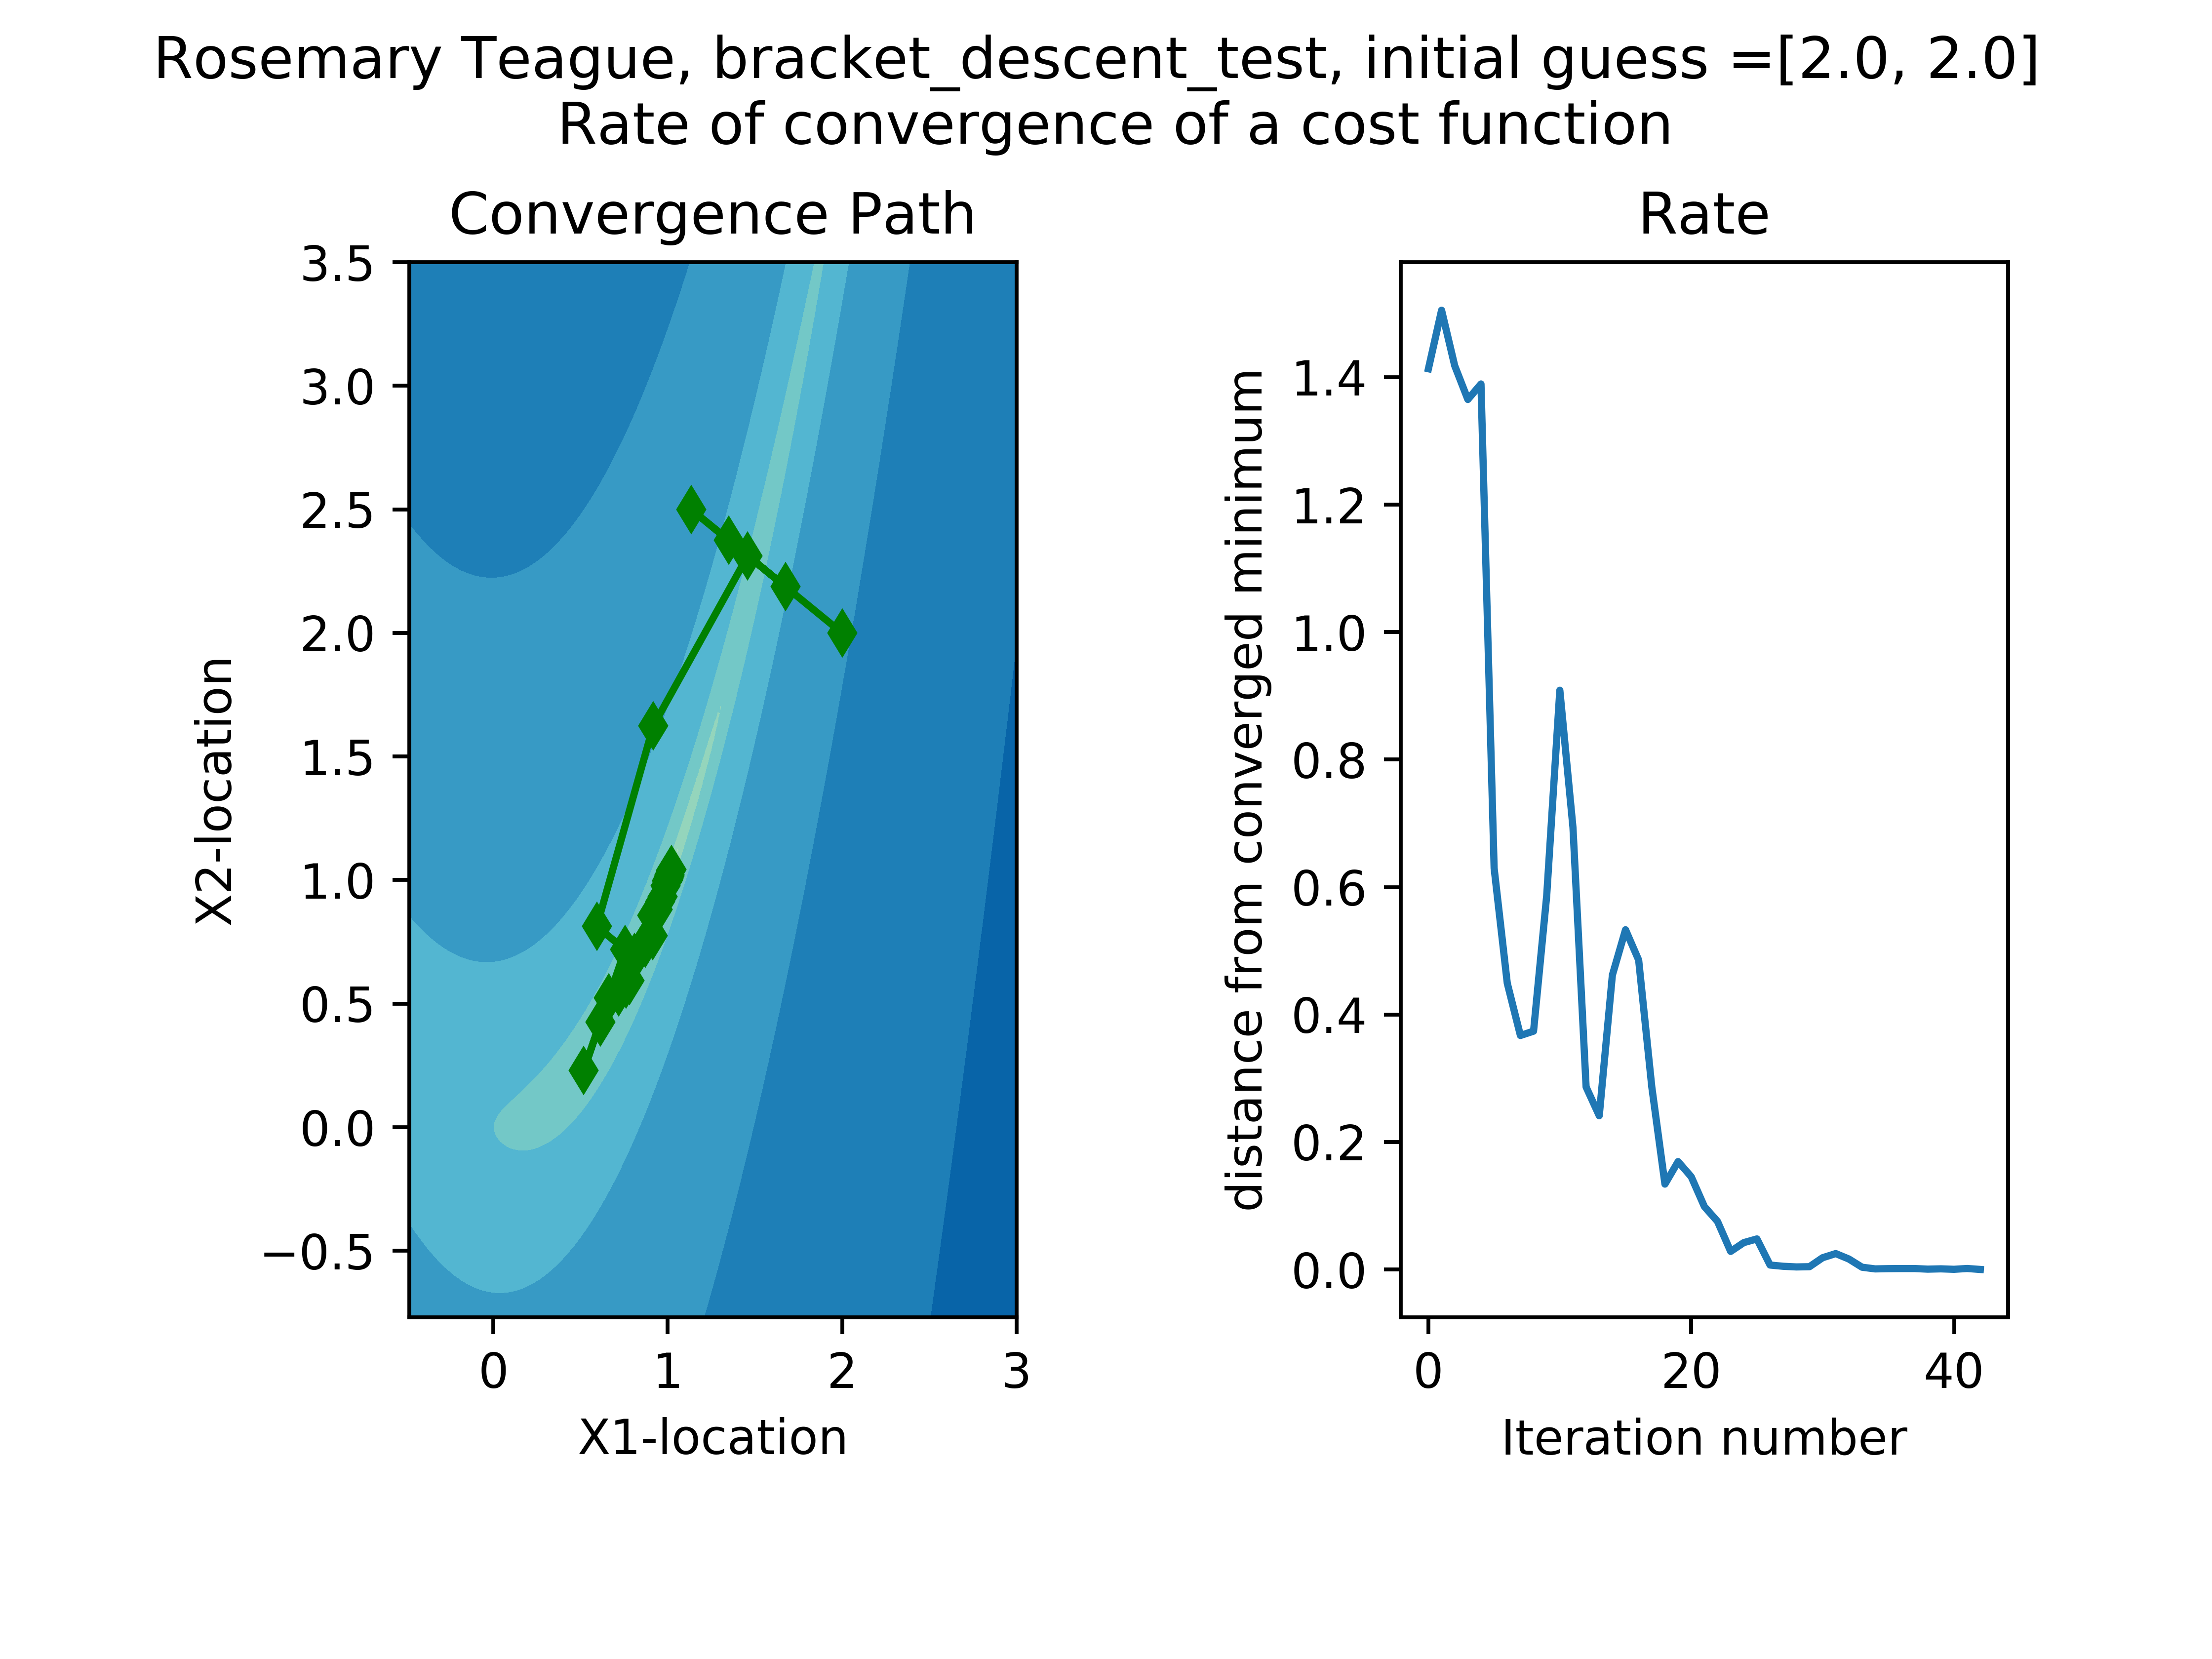 Rosemary Teague, bracket_descent_test, initial guess =[2.0, 2.0]
Rate of convergence of a cost function
Convergence Path
3.5
3.0
2.5
2.0
1.5
1.0
0.5
0.0
−0.5
X2-location
0 1 2 3
X1-location
Rate
1.4
1.2
1.0
0.8
0.6
0.4
0.2
0.0
distance from converged minimum
0 20 40
Iteration number